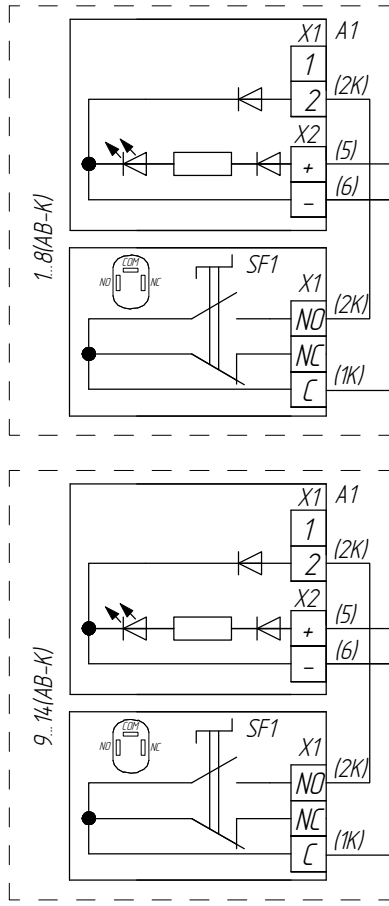 X1 A1
1
2 (2K)
X2
+ (5)
- (6)
1...8(AB-K)
COM
NO NC
SF1
X1
NO (2K)
NC
C (1K)
X1 A1
1
2 (2K)
X2
+ (5)
- (6)
9...14(AB-K)
COM
NO NC
SF1
X1
NO (2K)
NC
C (1K)